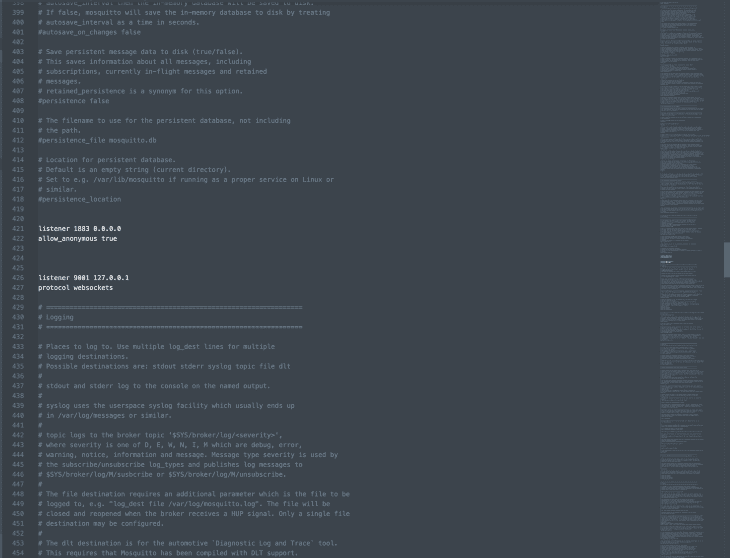 399 # If false, mosquitto will save the in-memory database to disk by treating
400 # autosave_interval as a time in seconds.
401 #autosave_on_changes false
402
403 # Save persistent message data to disk (true/false).
404 # This saves information about all messages, including
405 # subscriptions, currently in-flight messages and retained
406 # messages.
407 # retained_persistence is a synonym for this option.
408 #persistence false
409
410 # The filename to use for the persistent database, not including
411 # the path.
412 #persistence_file mosquitto.db
413
414 # Location for persistent database.
415 # Default is an empty string (current directory).
416 # Set to e.g. /var/lib/mosquitto if running as a proper service on Linux or
417 # similar.
418 #persistence_location
419
420
421 listener 1883 0.0.0.0
422 allow_anonymous true
423
424
425
426 listener 9001 127.0.0.1
427 protocol websockets
428
429 # =================================================================
430 # Logging
431 # =================================================================
432
433 # Places to log to. Use multiple log_dest lines for multiple
434 # logging destinations.
435 # Possible destinations are: stdout stderr syslog topic file dlt
436 #
437 # stdout and stderr log to the console on the named output.
438 #
439 # syslog uses the userspace syslog facility which usually ends up
440 # in /var/log/messages or similar.
441 #
442 # topic logs to the broker topic '$SYS/broker/log/<severity>',
443 # where severity is one of D, E, W, N, I, M which are debug, error,
444 # warning, notice, information and message. Message type severity is used by
445 # the subscribe/unsubscribe log_types and publishes log messages to
446 # $SYS/broker/log/M/susbcribe or $SYS/broker/log/M/unsubscribe.
447 #
448 # The file destination requires an additional parameter which is the file to be
449 # logged to, e.g. "log_dest file /var/log/mosquitto.log". The file will be
450 # closed and reopened when the broker receives a HUP signal. Only a single file
451 # destination may be configured.
452 #
453 # The dlt destination is for the automotive `Diagnostic Log and Trace` tool.
454 # This requires that Mosquitto has been compiled with DLT support.